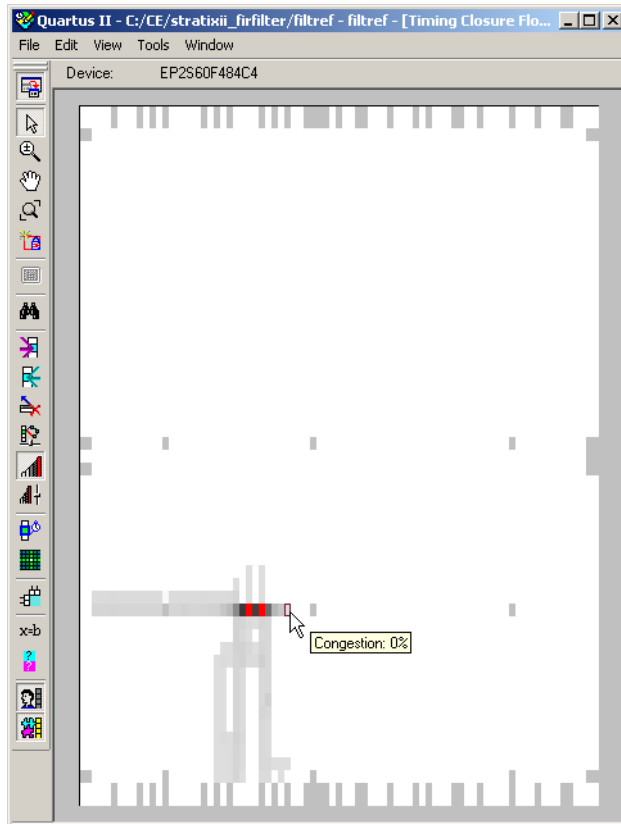 Quartus II - C:/CE/stratixii_firfilter/filtref - filtref - [Timing Closure Flo...
File Edit View Tools Window
Device: EP2S60F484C4
Congestion: 0%
x=b
?
?